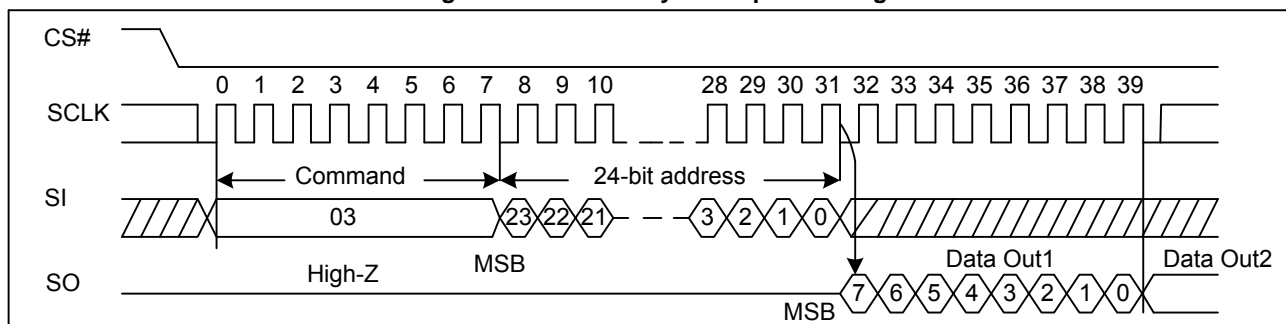 CS#
0 1 2 3 4 5 6 7 8 9 10 28 29 30 31 32 33 34 35 36 37 38 39
SCLK
Command 24-bit address
SI
03 23 22 21 3 2 1 0
High-Z MSB Data Out1 Data Out2
SO
7 6 5 4 3 2 1 0
MSB